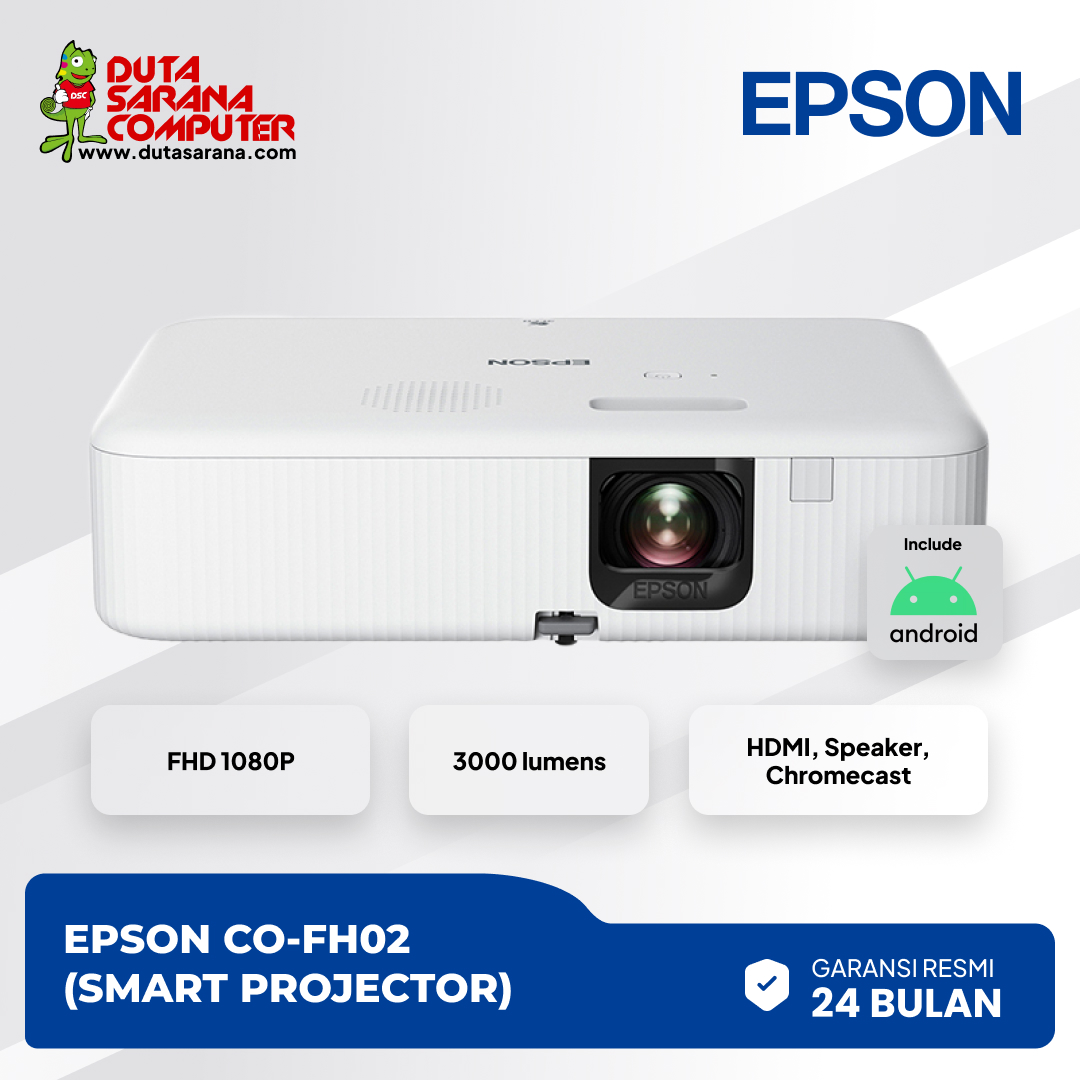 DUTA
SARANA
COMPUTER
www.dutasarana.com
DSC
EPSON
EPSON
EPSON
Include
android
FHD 1080P
3000 lumens
HDMI, Speaker,
Chromecast
EPSON CO-FH02
(SMART PROJECTOR)
GARANSI RESMI
24 BULAN